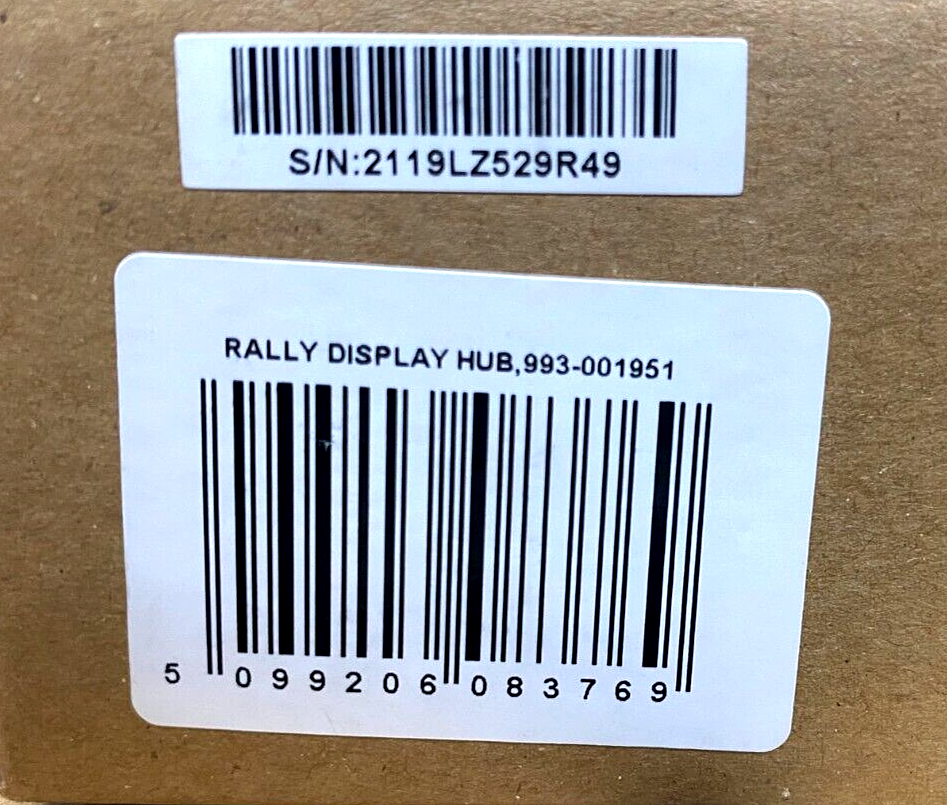 S/N:2119LZ529R49
RALLY DISPLAY HUB,993-001951
5 099206 083769